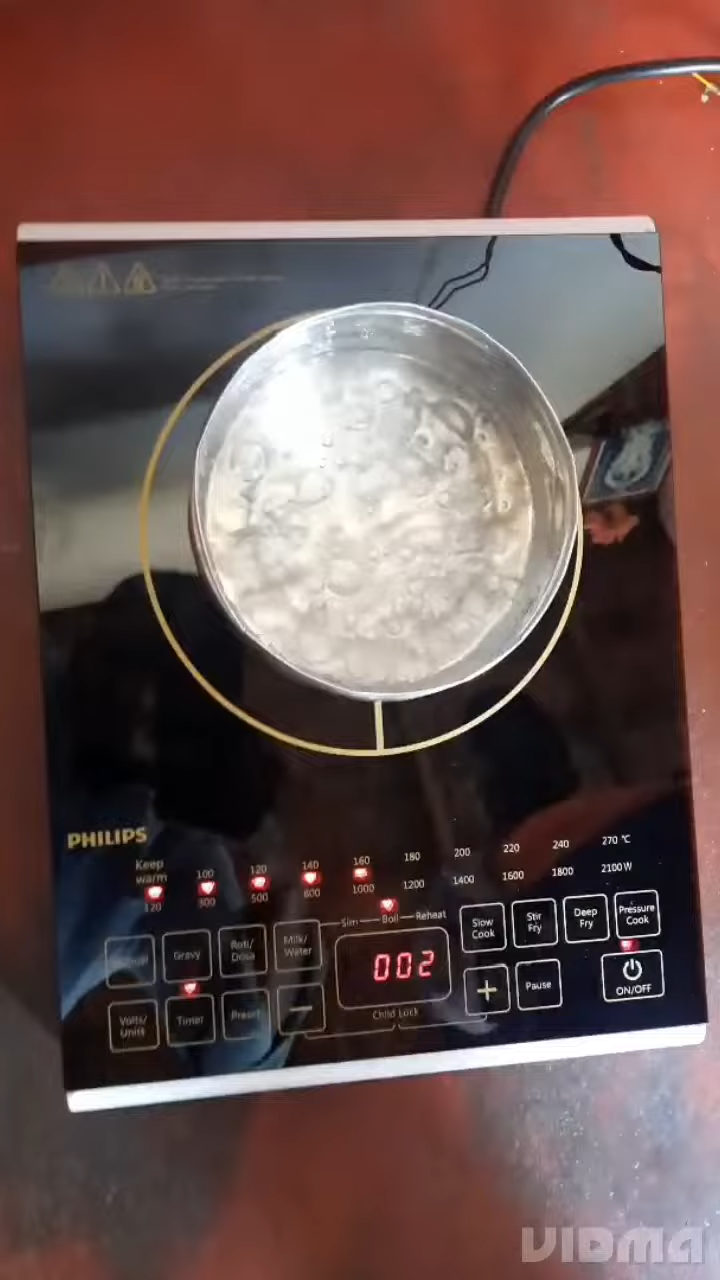 PHILIPS
Keep warm 100 120 140 160 180 200 220 240 270 °C
120 300 500 800 1000 1200 1400 1600 1800 2100 W
Sim Boil Reheat
Gravy Roti/ Dosa Milk/ Water Slow Cook Stir Fry Deep Fry Pressure Cook
002
Volts/ Units Timer Preset − + Pause ON/OFF
Child Lock
VIDMA